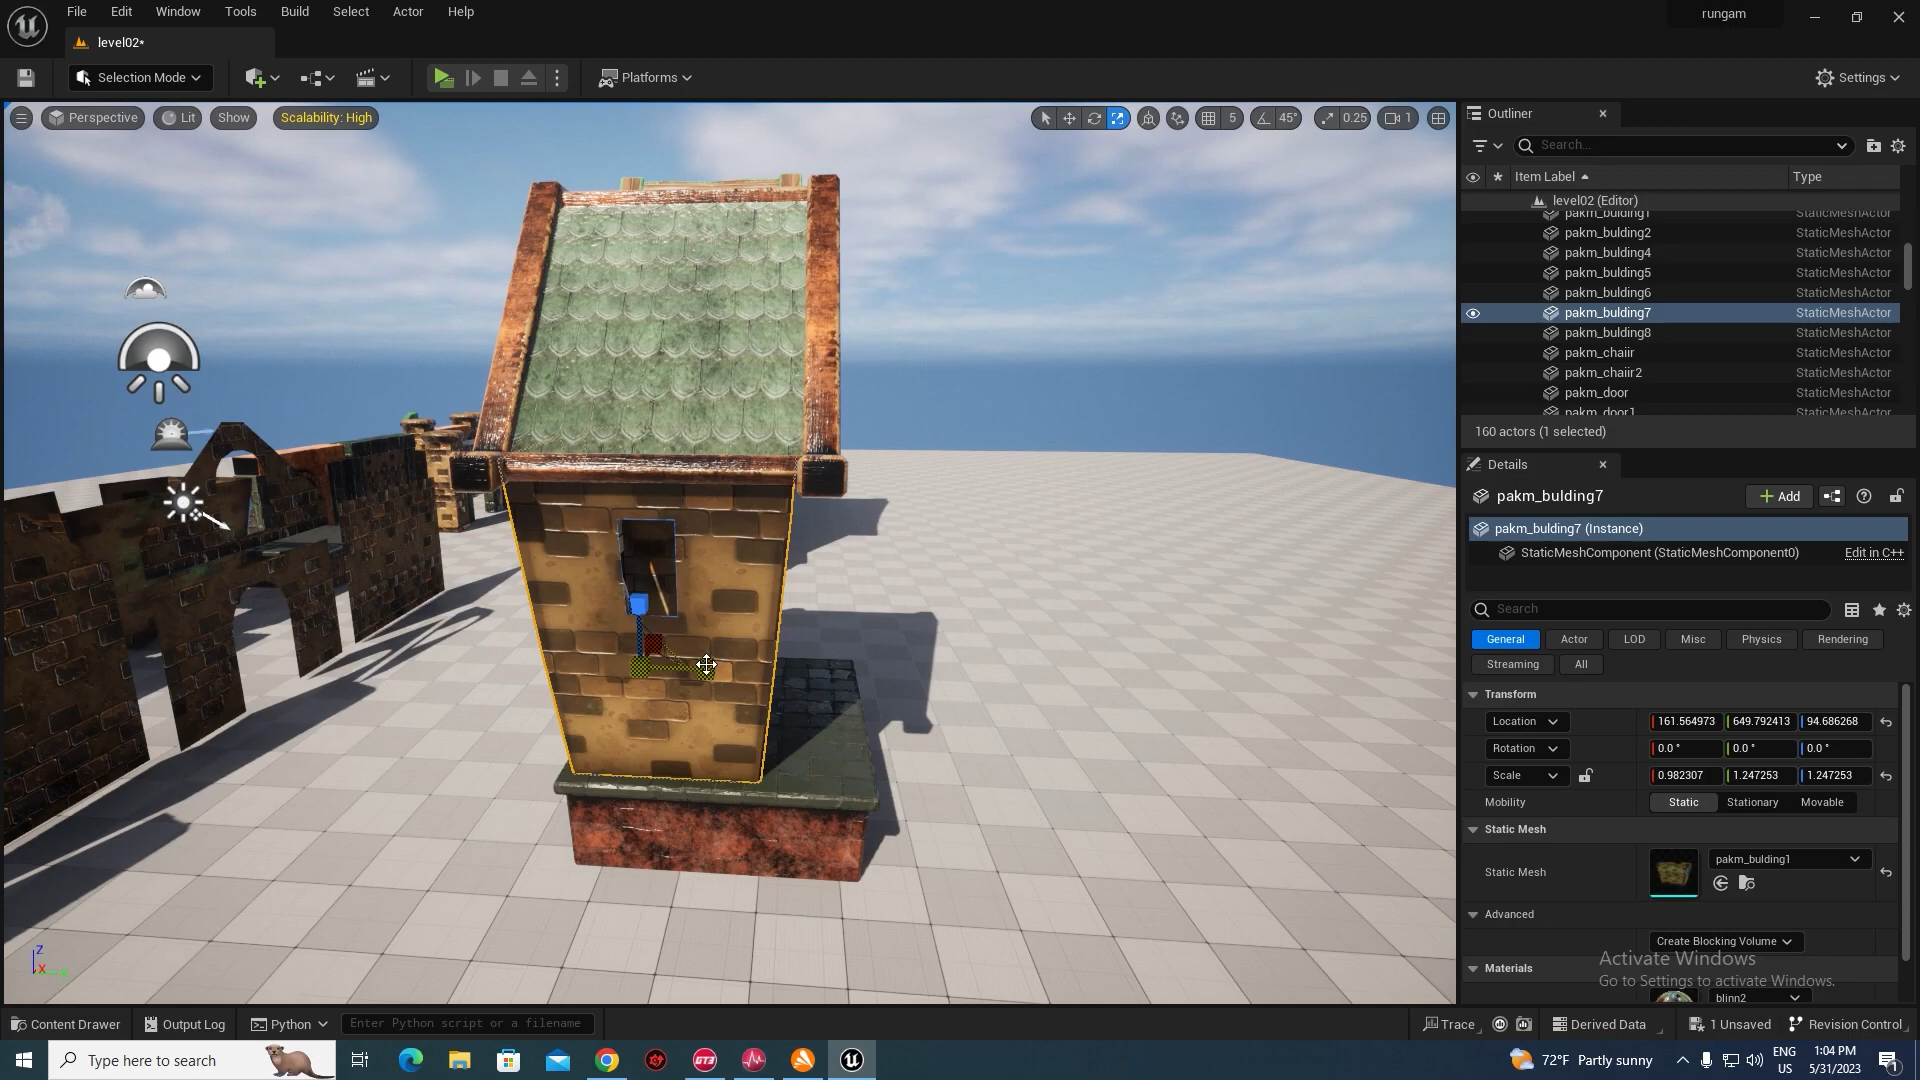 File Edit Window Tools Build Select Actor Help
rungam
level02*
Selection Mode
Platforms
Settings
Perspective Lit Show Scalability: High
5 45° 0.25 1
Outliner
Search...
Item Label Type
level02 (Editor)
pakm_bulding1 StaticMeshActor
pakm_bulding2 StaticMeshActor
pakm_bulding4 StaticMeshActor
pakm_bulding5 StaticMeshActor
pakm_bulding6 StaticMeshActor
pakm_bulding7 StaticMeshActor
pakm_bulding8 StaticMeshActor
pakm_chaiir StaticMeshActor
pakm_chaiir2 StaticMeshActor
pakm_door StaticMeshActor
pakm_door1 StaticMeshActor
160 actors (1 selected)
Details
pakm_bulding7
Add
pakm_bulding7 (Instance)
StaticMeshComponent (StaticMeshComponent0) Edit in C++
Search
General Actor LOD Misc Physics Rendering
Streaming All
Transform
Location 161.564973 649.792413 94.686268
Rotation 0.0 ° 0.0 ° 0.0 °
Scale 0.982307 1.247253 1.247253
Mobility Static Stationary Movable
Static Mesh
Static Mesh pakm_bulding1
Advanced
Create Blocking Volume
Materials
blinn2
Activate Windows
Go to Settings to activate Windows.
Z
X
Content Drawer Output Log Python Enter Python script or a filename
Trace Derived Data 1 Unsaved Revision Control
Type here to search
GT3
72°F Partly sunny
ENG
US
1:04 PM
5/31/2023
1